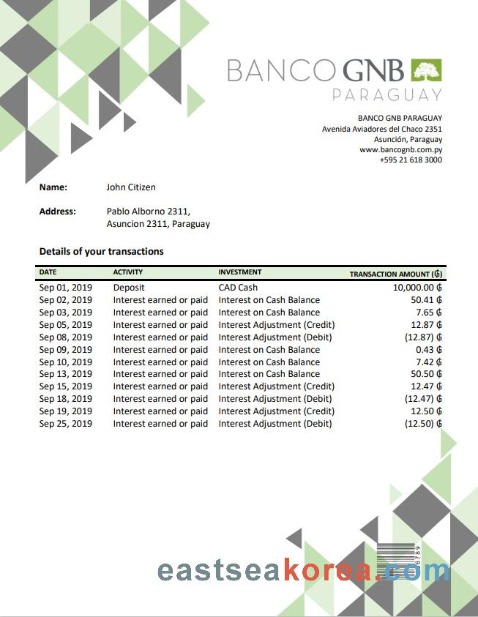 BANCO GNB
PARAGUAY
BANCO GNB PARAGUAY
Avenida Aviadores del Chaco 2351
Asunción, Paraguay
www.bancognb.com.py
+595 21 618 3000
Name: John Citizen
Address: Pablo Alborno 2311,
Asuncion 2311, Paraguay
Details of your transactions
DATE ACTIVITY INVESTMENT TRANSACTION AMOUNT (₲)
Sep 01, 2019 Deposit CAD Cash 10,000.00 ₲
Sep 02, 2019 Interest earned or paid Interest on Cash Balance 50.41 ₲
Sep 03, 2019 Interest earned or paid Interest on Cash Balance 7.65 ₲
Sep 05, 2019 Interest earned or paid Interest Adjustment (Credit) 12.87 ₲
Sep 08, 2019 Interest earned or paid Interest Adjustment (Debit) (12.87) ₲
Sep 09, 2019 Interest earned or paid Interest on Cash Balance 0.43 ₲
Sep 10, 2019 Interest earned or paid Interest on Cash Balance 7.42 ₲
Sep 13, 2019 Interest earned or paid Interest on Cash Balance 50.50 ₲
Sep 15, 2019 Interest earned or paid Interest Adjustment (Credit) 12.47 ₲
Sep 18, 2019 Interest earned or paid Interest Adjustment (Debit) (12.47) ₲
Sep 19, 2019 Interest earned or paid Interest Adjustment (Credit) 12.50 ₲
Sep 25, 2019 Interest earned or paid Interest Adjustment (Debit) (12.50) ₲
eastseakorea.com